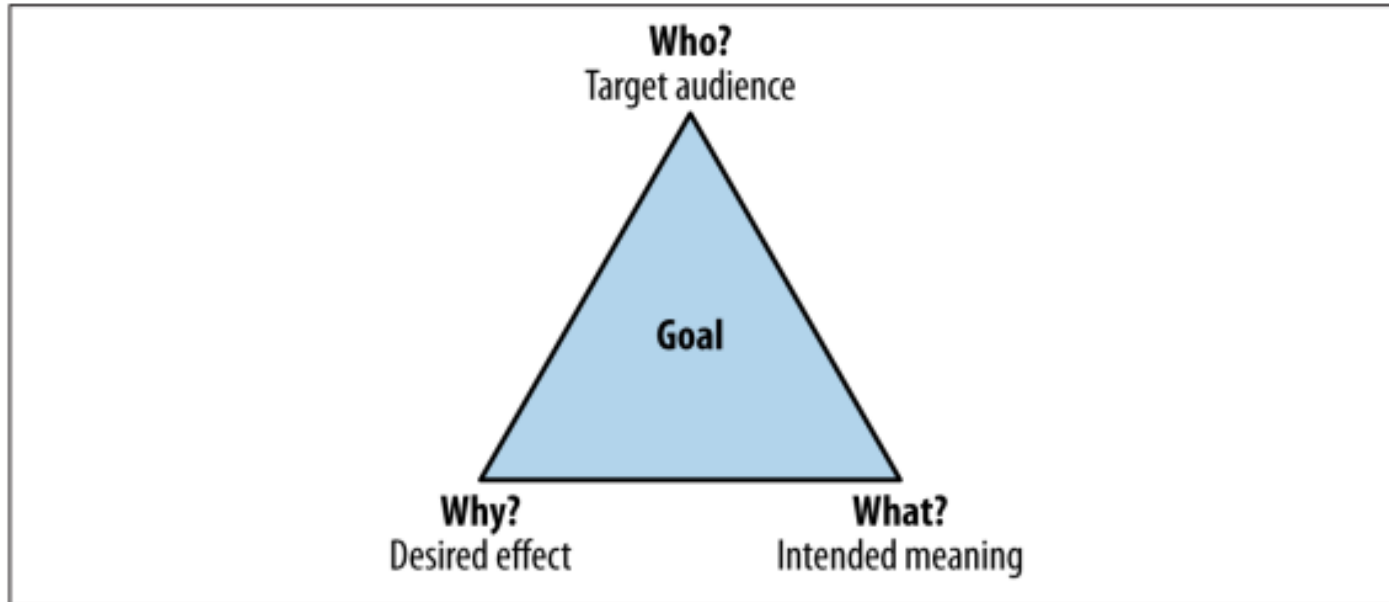 Who?
Target audience
Goal
Why?
Desired effect
What?
Intended meaning